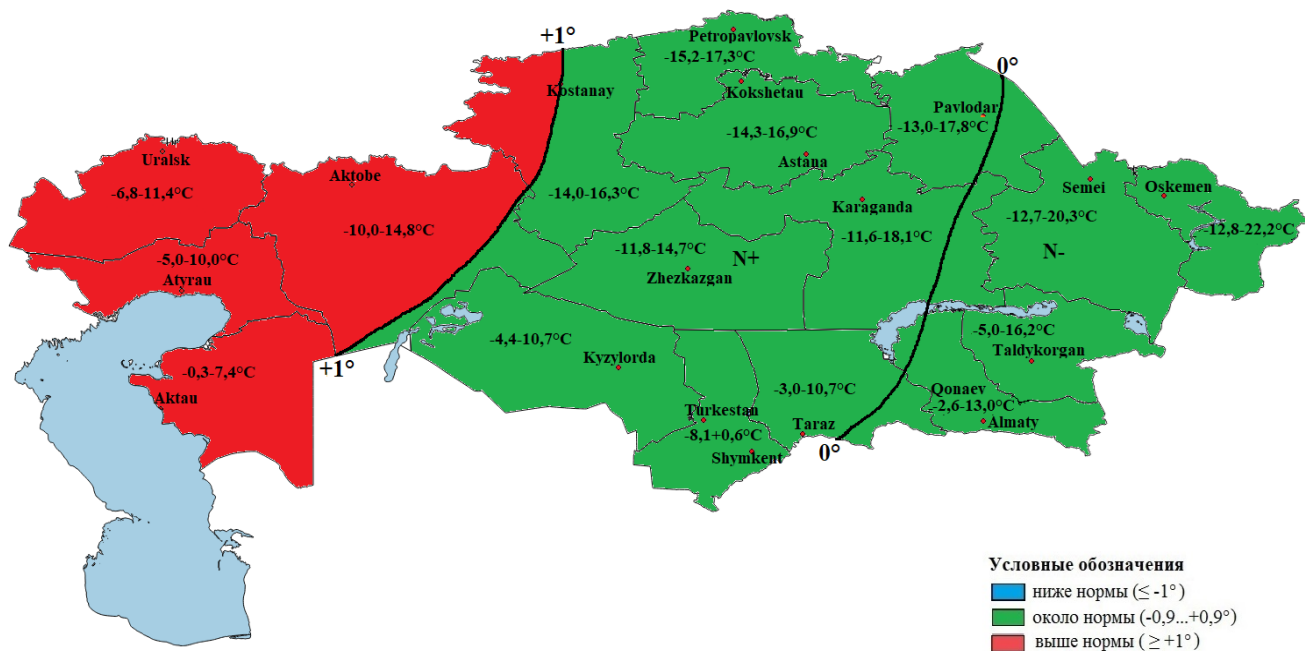 +1°
Petropavlovsk
-15,2-17,3°C
0°
Kostanay
Kokshetau
Pavlodar
-13,0-17,8°C
-14,3-16,9°C
Uralsk
Astana
Aktobe
Semei
Oskemen
-6,8-11,4°C
-14,0-16,3°C
Karaganda
-12,7-20,3°C
-10,0-14,8°C
-11,6-18,1°C
-12,8-22,2°C
-11,8-14,7°C
N+
N-
-5,0-10,0°C
Atyrau
Zhezkazgan
-4,4-10,7°C
-5,0-16,2°C
Kyzylorda
Taldykorgan
+1°
-0,3-7,4°C
Aktau
-3,0-10,7°C
Qonaev
-2,6-13,0°C
Turkestan
Taraz
Almaty
-8,1+0,6°C
Shymkent
0°
Условные обозначения
ниже нормы (≤ -1°)
около нормы (-0,9...+0,9°)
выше нормы ( ≥ +1°)